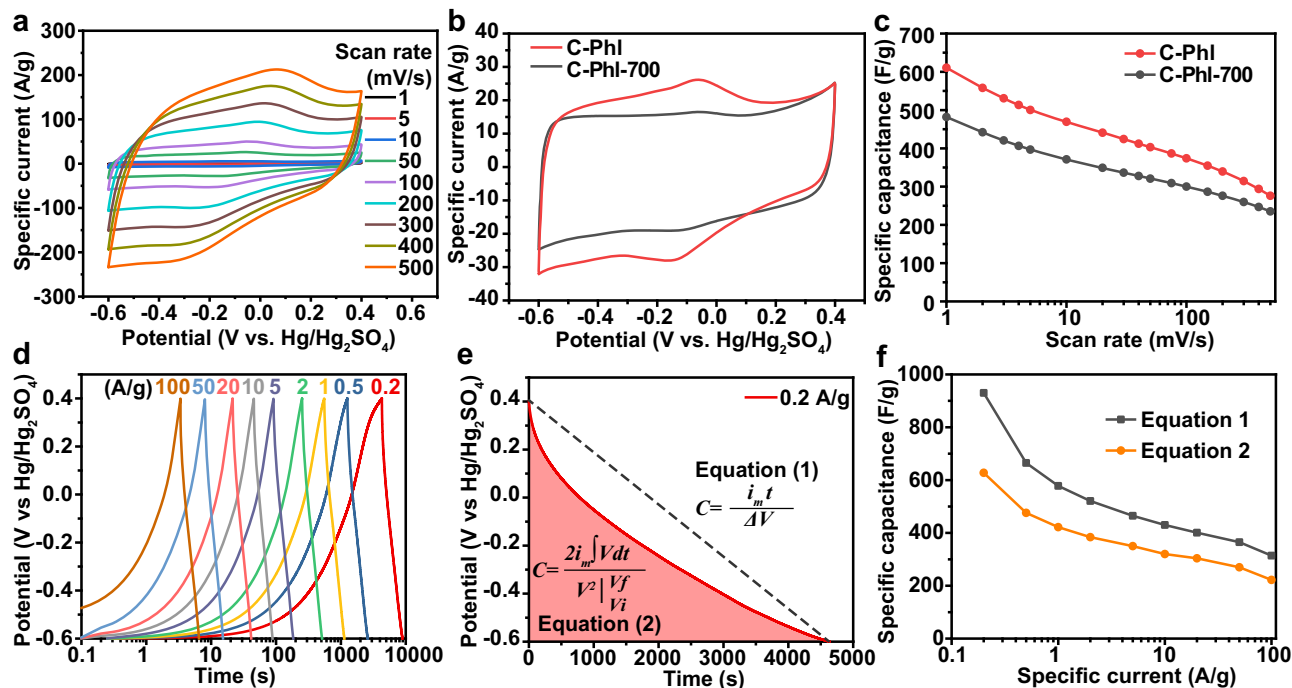 a
Specific current (A/g)
300
200
100
0
-100
-200
-300
-0.6 -0.4 -0.2 0.0 0.2 0.4 0.6
Potential (V vs. Hg/Hg2SO4)
Scan rate
(mV/s)
1
5
10
50
100
200
300
400
500
b
Specific current (A/g)
40
30
20
10
0
-10
-20
-30
-40
-0.6 -0.4 -0.2 0.0 0.2 0.4
Potential (V vs. Hg/Hg2SO4)
C-PhI
C-PhI-700
c
Specific capacitance (F/g)
700
600
500
400
300
200
100
0
1 10 100
Scan rate (mV/s)
C-PhI
C-PhI-700
d
Potential (V vs Hg/Hg2SO4)
(A/g) 100 50 20 10 5 2 1 0.5 0.2
0.4
0.2
0.0
-0.2
-0.4
-0.6
0.1 1 10 100 1000 10000
Time (s)
e
Potential (V vs Hg/Hg2SO4)
0.4
0.2
0.0
-0.2
-0.4
-0.6
0 1000 2000 3000 4000 5000
Time (s)
0.2 A/g
Equation (1)
C= i_m t / ΔV
C= 2i_m∫Vdt / V²|Vf Vi
Equation (2)
f
Specific capacitance (F/g)
1000
800
600
400
200
0
0.1 1 10 100
Specific current (A/g)
Equation 1
Equation 2